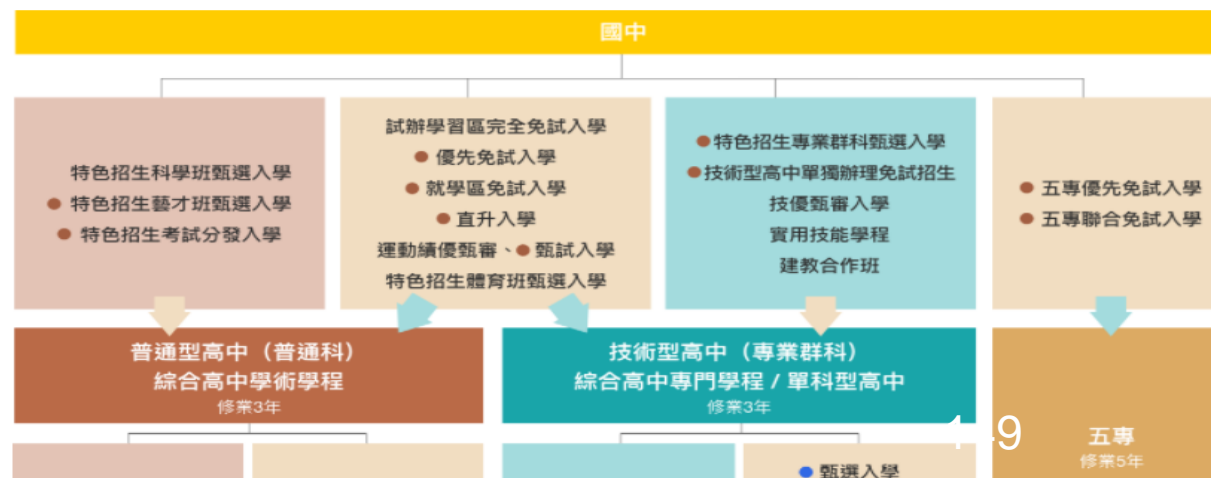 國中
特色招生科學班甄選入學
● 特色招生藝才班甄選入學
● 特色招生考試分發入學
試辦學習區完全免試入學
● 優先免試入學
● 就學區免試入學
● 直升入學
運動績優甄審、● 甄試入學
特色招生體育班甄選入學
● 特色招生專業群科甄選入學
● 技術型高中單獨辦理免試招生
技優甄審入學
實用技能學程
建教合作班
● 五專優先免試入學
● 五專聯合免試入學
普通型高中（普通科）
綜合高中學術學程
修業3年
技術型高中（專業群科）
綜合高中專門學程 / 單科型高中
修業3年
五專
修業5年
● 甄選入學